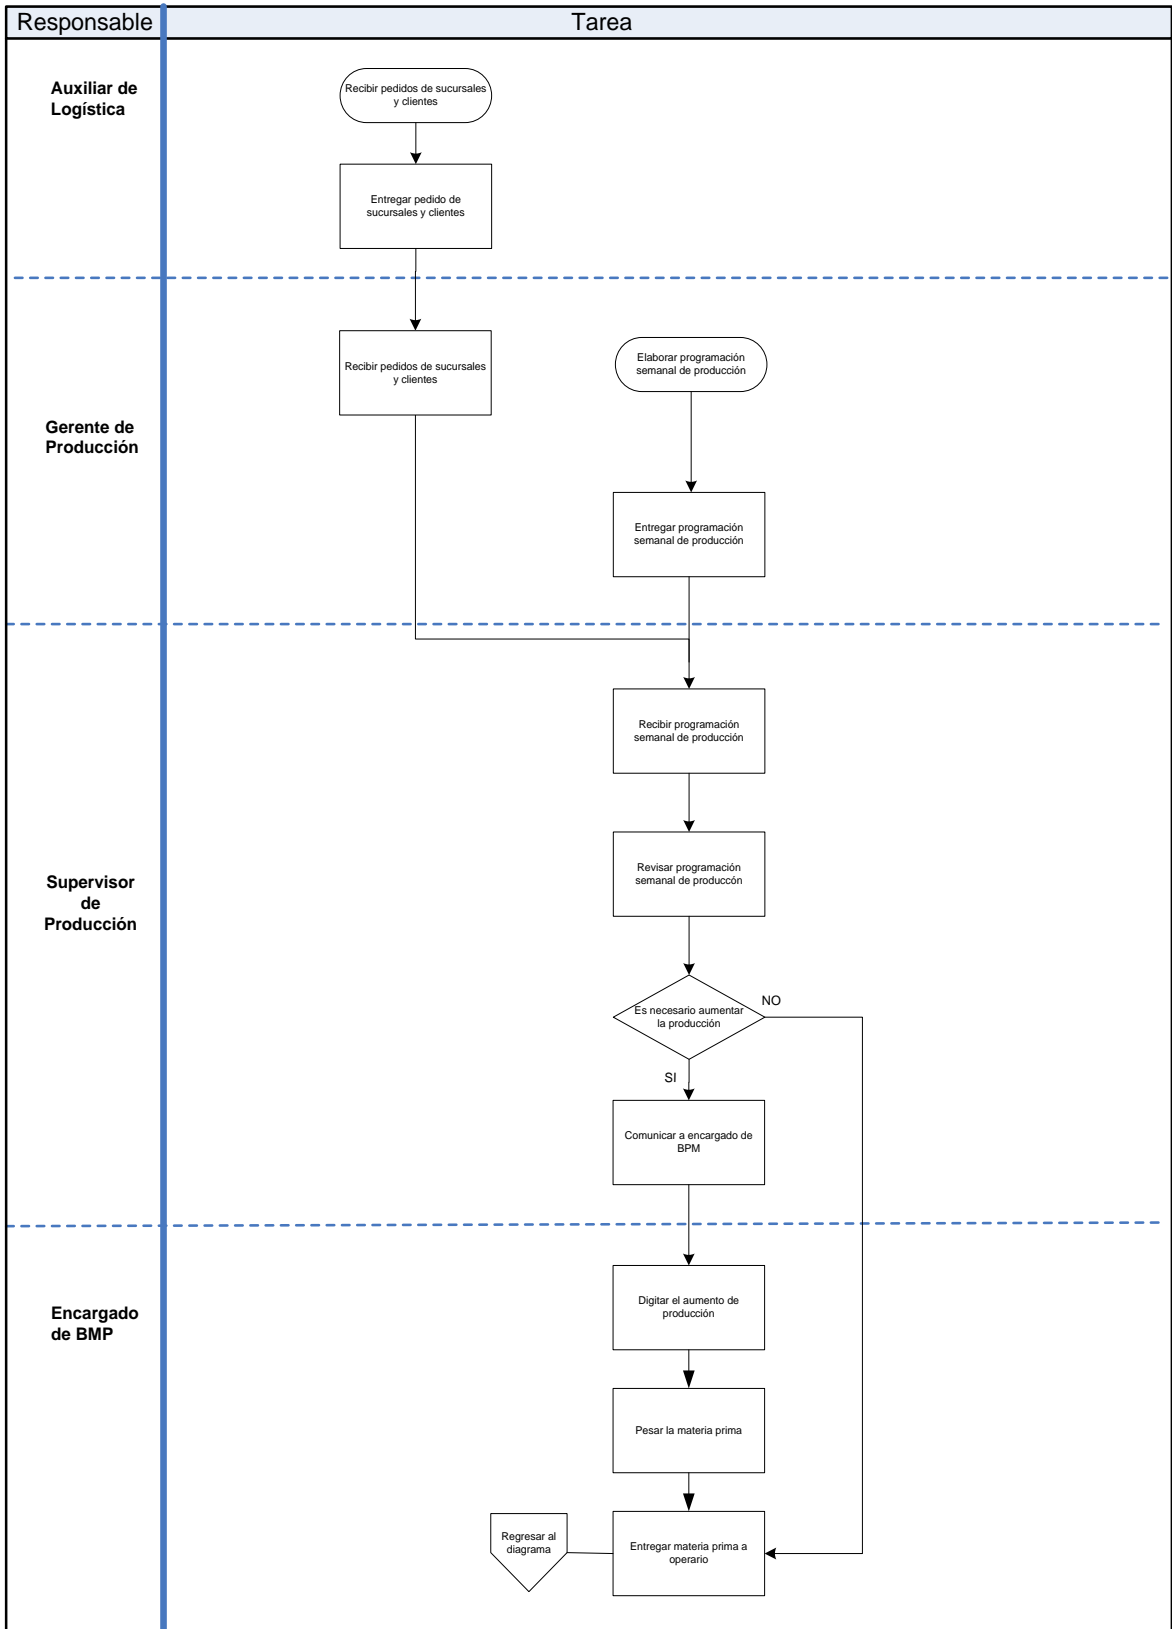 Responsable
Tarea
Auxiliar de
Logística
Recibir pedidos de sucursales
y clientes
Entregar pedido de
sucursales y clientes
Gerente de
Producción
Recibir pedidos de sucursales
y clientes
Elaborar programación
semanal de producción
Entregar programación
semanal de producción
Supervisor
de
Producción
Recibir programación
semanal de producción
Revisar programación
semanal de produccón
Es necesario aumentar
la producción
NO
SI
Comunicar a encargado de
BPM
Encargado
de BMP
Digitar el aumento de
producción
Pesar la materia prima
Regresar al
diagrama
Entregar materia prima a
operario